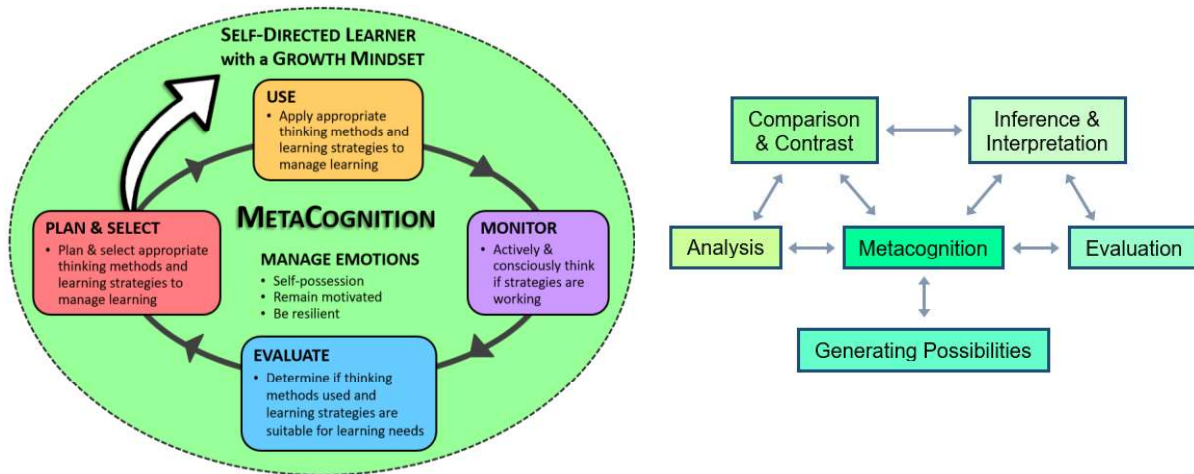 SELF-DIRECTED LEARNER
with a GROWTH MINDSET
USE
• Apply appropriate
thinking methods and
learning strategies to
manage learning
PLAN & SELECT
• Plan & select appropriate
thinking methods and
learning strategies to
manage learning
METACOGNITION
MANAGE EMOTIONS
• Self-possession
• Remain motivated
• Be resilient
MONITOR
• Actively &
consciously think
if strategies are
working
EVALUATE
• Determine if thinking
methods used and
learning strategies are
suitable for learning needs
Comparison
& Contrast
Inference &
Interpretation
Analysis
Metacognition
Evaluation
Generating Possibilities